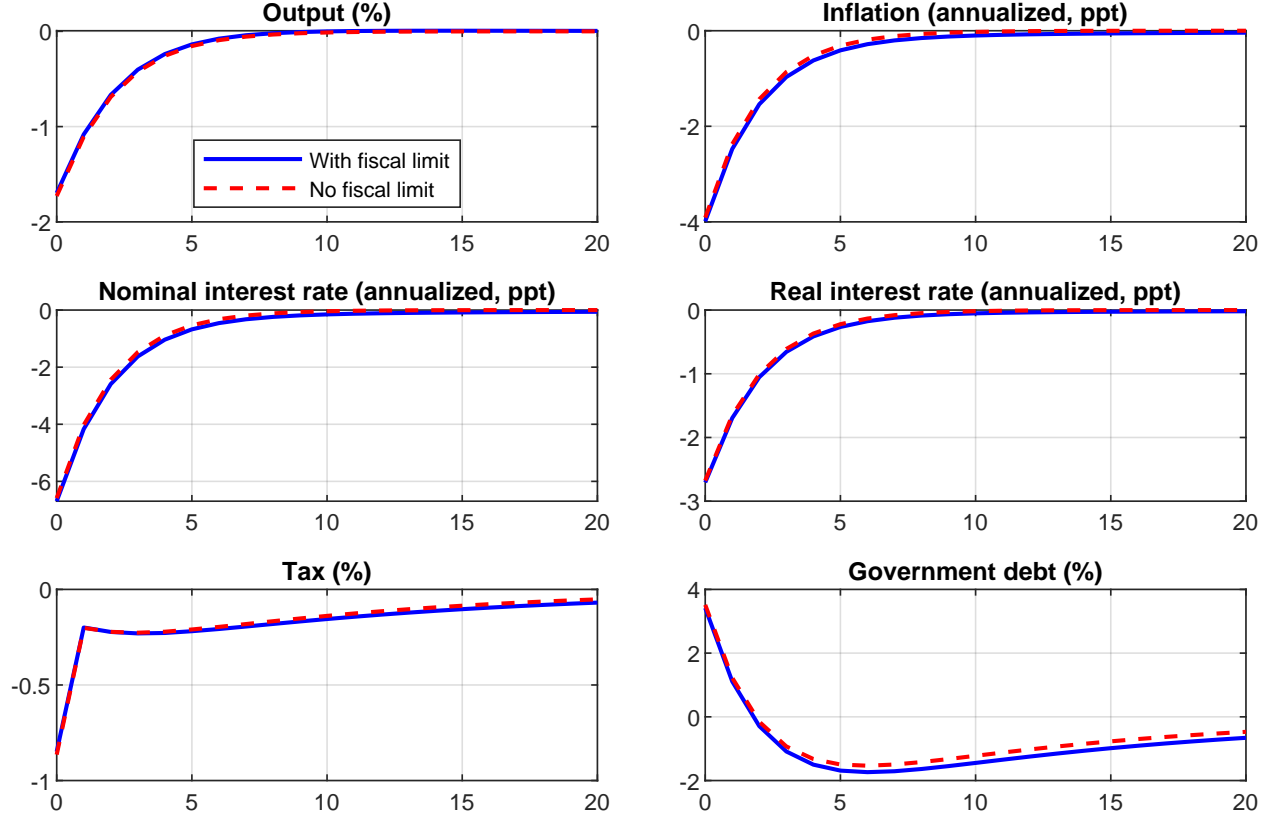 Output (%)
0
-1
-2
With fiscal limit
No fiscal limit
0 5 10 15 20
Inflation (annualized, ppt)
0
-2
-4
0 5 10 15 20
Nominal interest rate (annualized, ppt)
0
-2
-4
-6
0 5 10 15 20
Real interest rate (annualized, ppt)
0
-1
-2
-3
0 5 10 15 20
Tax (%)
0
-0.5
-1
0 5 10 15 20
Government debt (%)
4
2
0
-2
0 5 10 15 20